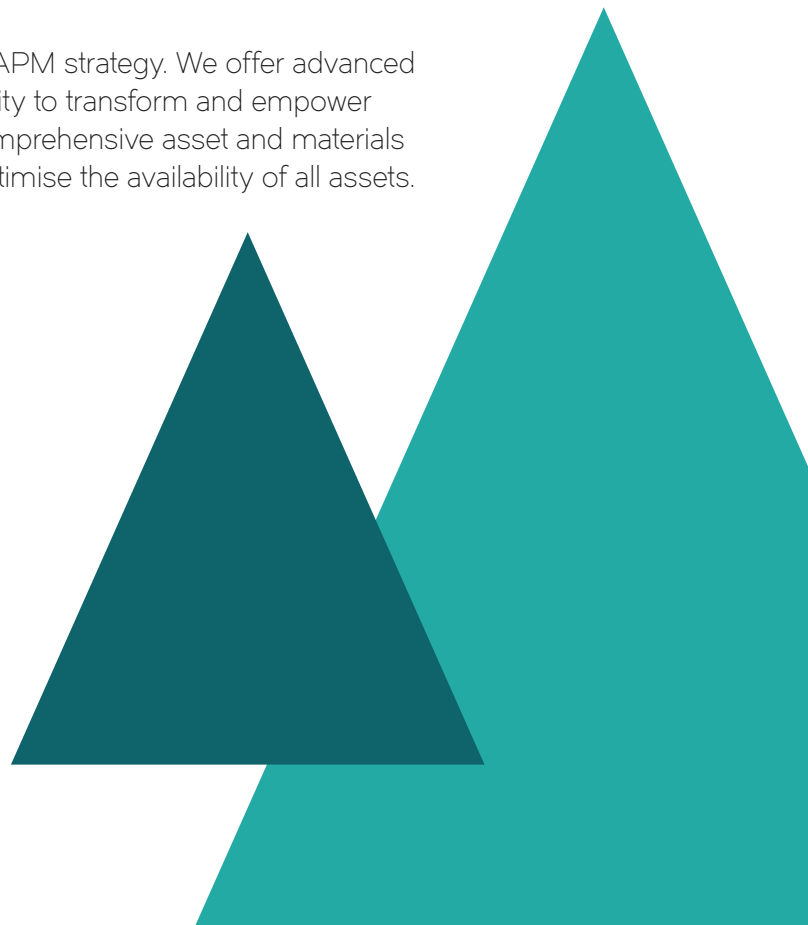 APM strategy. We offer advanced
ity to transform and empower
mprehensive asset and materials
timise the availability of all assets.